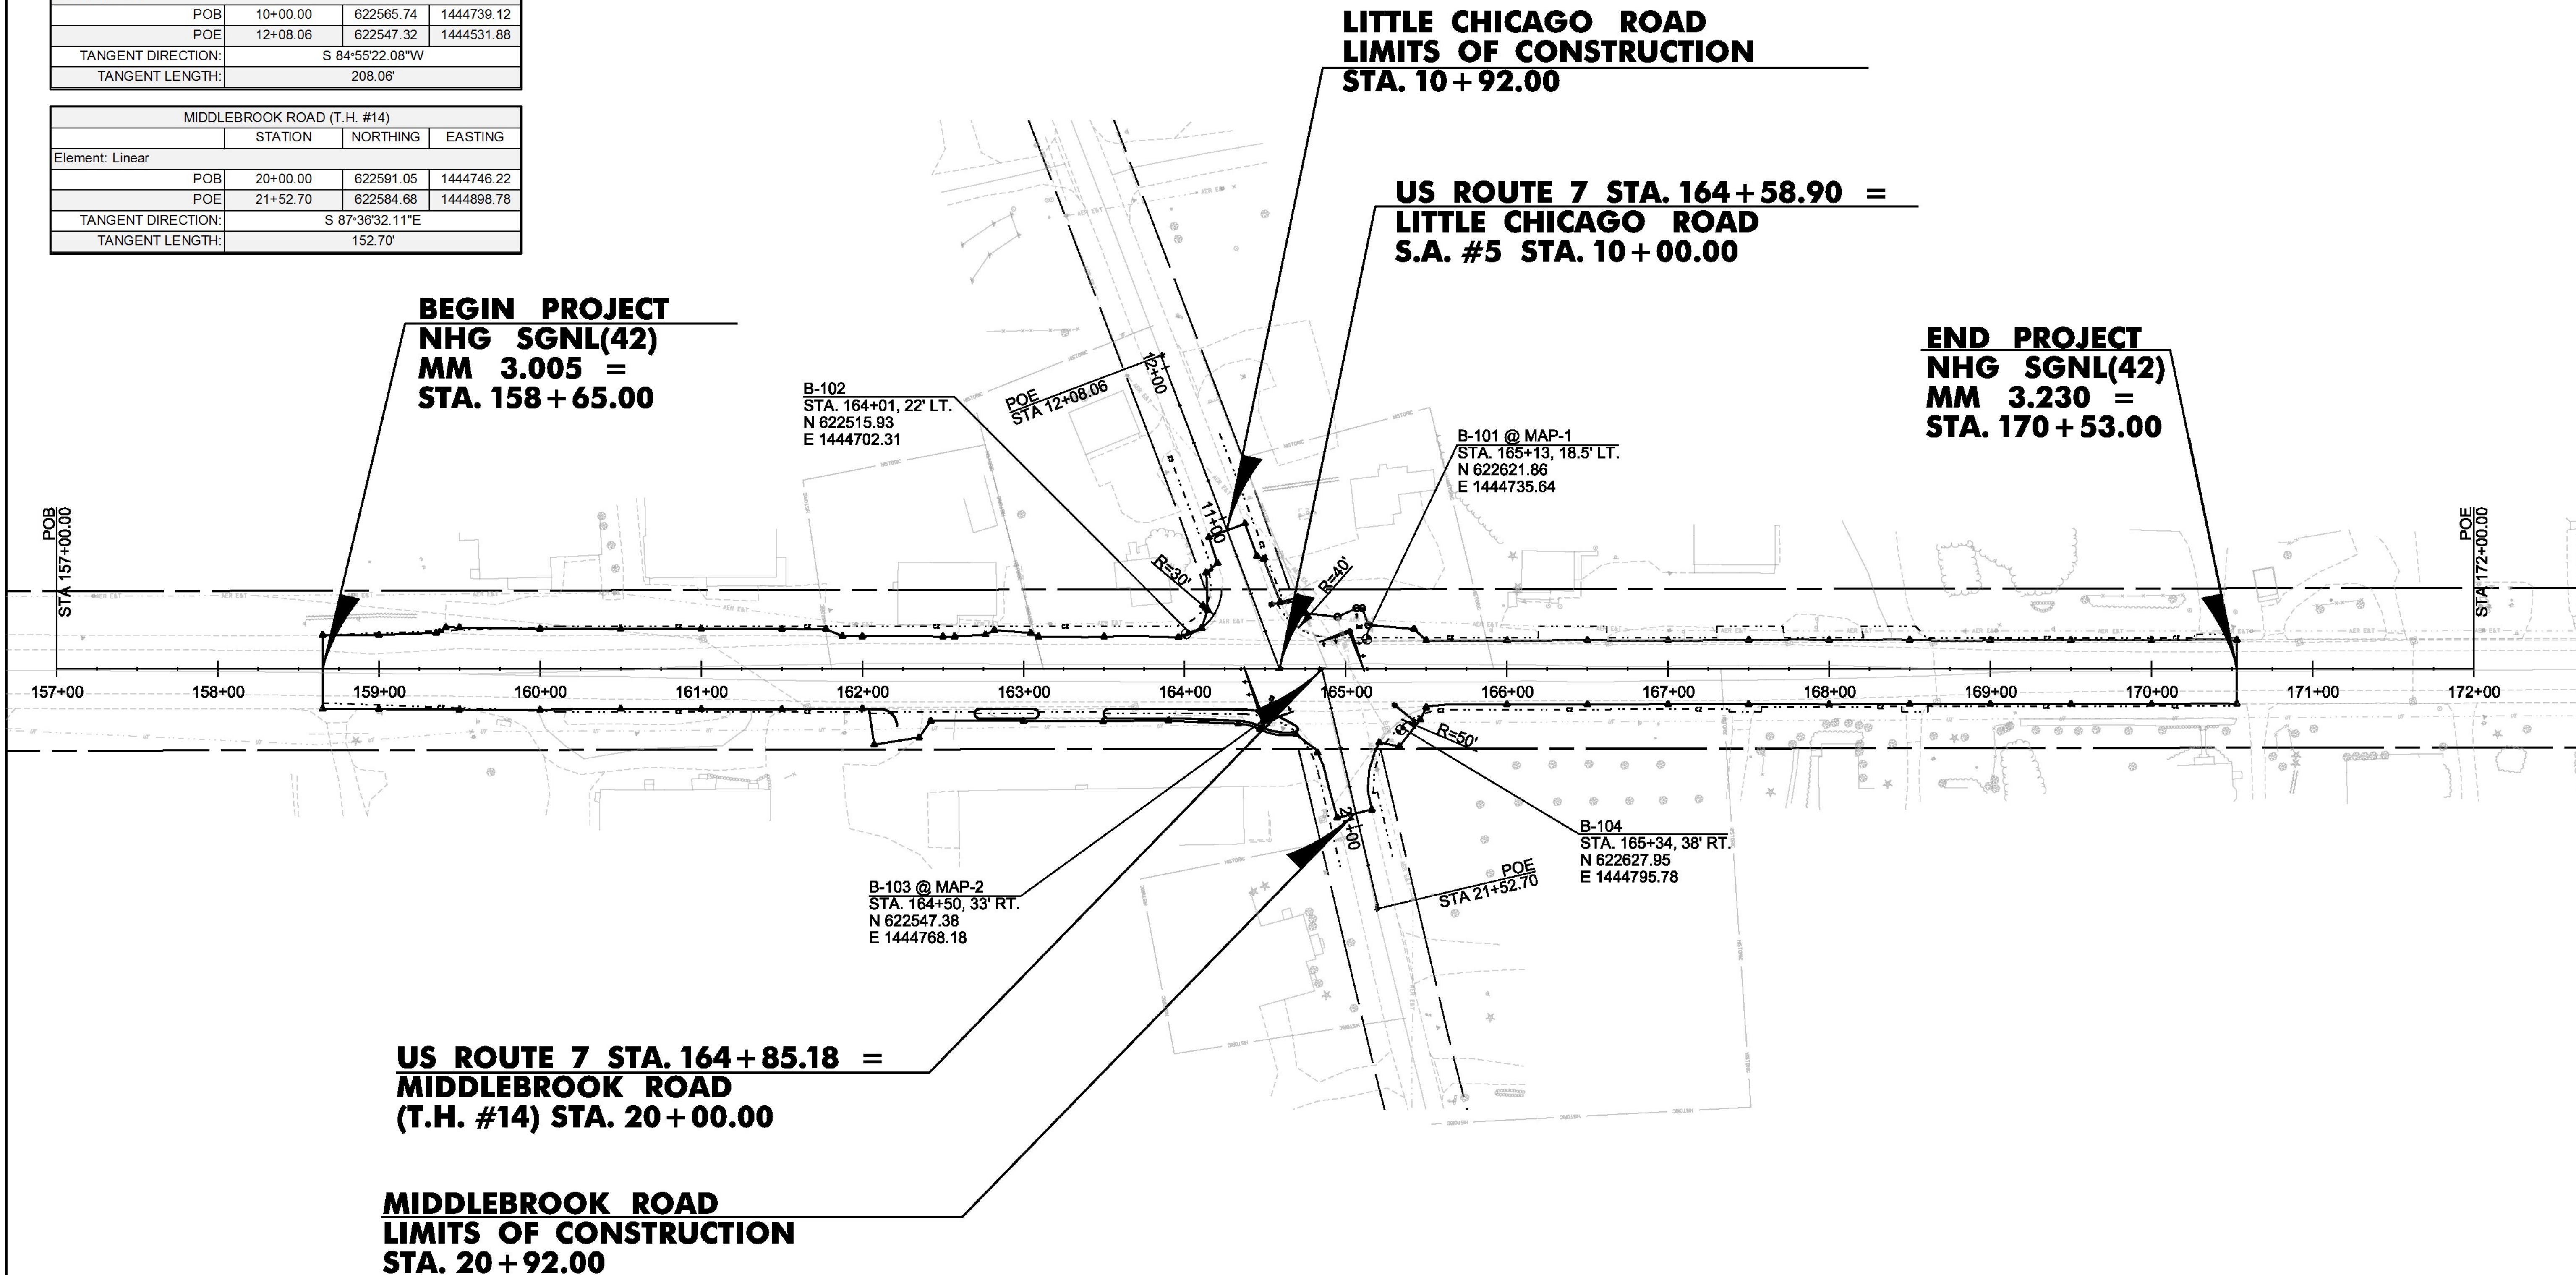 POB 10+00.00 622565.74 1444739.12
POE 12+08.06 622547.32 1444531.88
TANGENT DIRECTION: S 84°55'22.08"W
TANGENT LENGTH: 208.06'
MIDDLEBROOK ROAD (T.H. #14)
STATION NORTHING EASTING
Element: Linear
POB 20+00.00 622591.05 1444746.22
POE 21+52.70 622584.68 1444898.78
TANGENT DIRECTION: S 87°36'32.11"E
TANGENT LENGTH: 152.70'
LITTLE CHICAGO ROAD
LIMITS OF CONSTRUCTION
STA. 10+92.00
US ROUTE 7 STA. 164+58.90 =
LITTLE CHICAGO ROAD
S.A. #5 STA. 10+00.00
BEGIN PROJECT
NHG SGNL(42)
MM 3.005 =
STA. 158+65.00
END PROJECT
NHG SGNL(42)
MM 3.230 =
STA. 170+53.00
B-102
STA. 164+01, 22' LT.
N 622515.93
E 1444702.31
POE
STA 12+08.06
12+00
11+00
B-101 @ MAP-1
STA. 165+13, 18.5' LT.
N 622621.86
E 1444735.64
R=30'
R=40'
POB
STA 157+00.00
POE
STA 172+00.00
157+00 158+00 159+00 160+00 161+00 162+00 163+00 164+00 165+00 166+00 167+00 168+00 169+00 170+00 171+00 172+00
R=50'
21+00
B-104
STA. 165+34, 38' RT.
N 622627.95
E 1444795.78
POE
STA 21+52.70
B-103 @ MAP-2
STA. 164+50, 33' RT.
N 622547.38
E 1444768.18
US ROUTE 7 STA. 164+85.18 =
MIDDLEBROOK ROAD
(T.H. #14) STA. 20+00.00
MIDDLEBROOK ROAD
LIMITS OF CONSTRUCTION
STA. 20+92.00